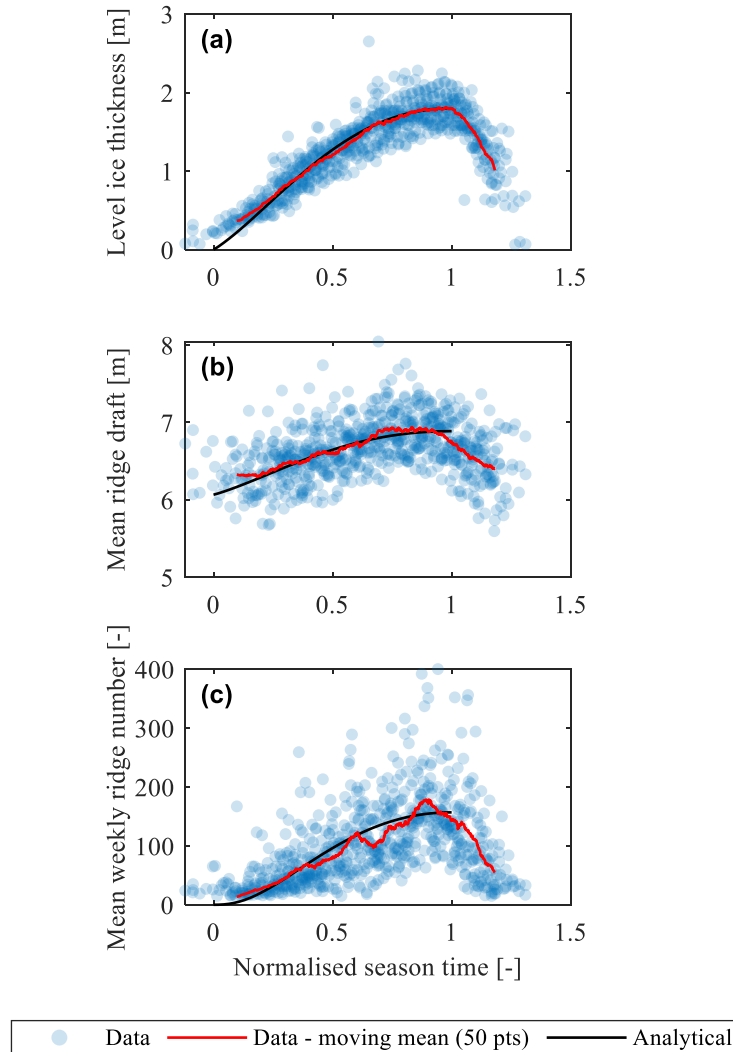 (a)
Level ice thickness [m]
3
2
1
0
0 0.5 1 1.5
(b)
Mean ridge draft [m]
8
7
6
5
0 0.5 1 1.5
(c)
Mean weekly ridge number [-]
400
300
200
100
0
0 0.5 1 1.5
Normalised season time [-]
Data Data - moving mean (50 pts) Analytical